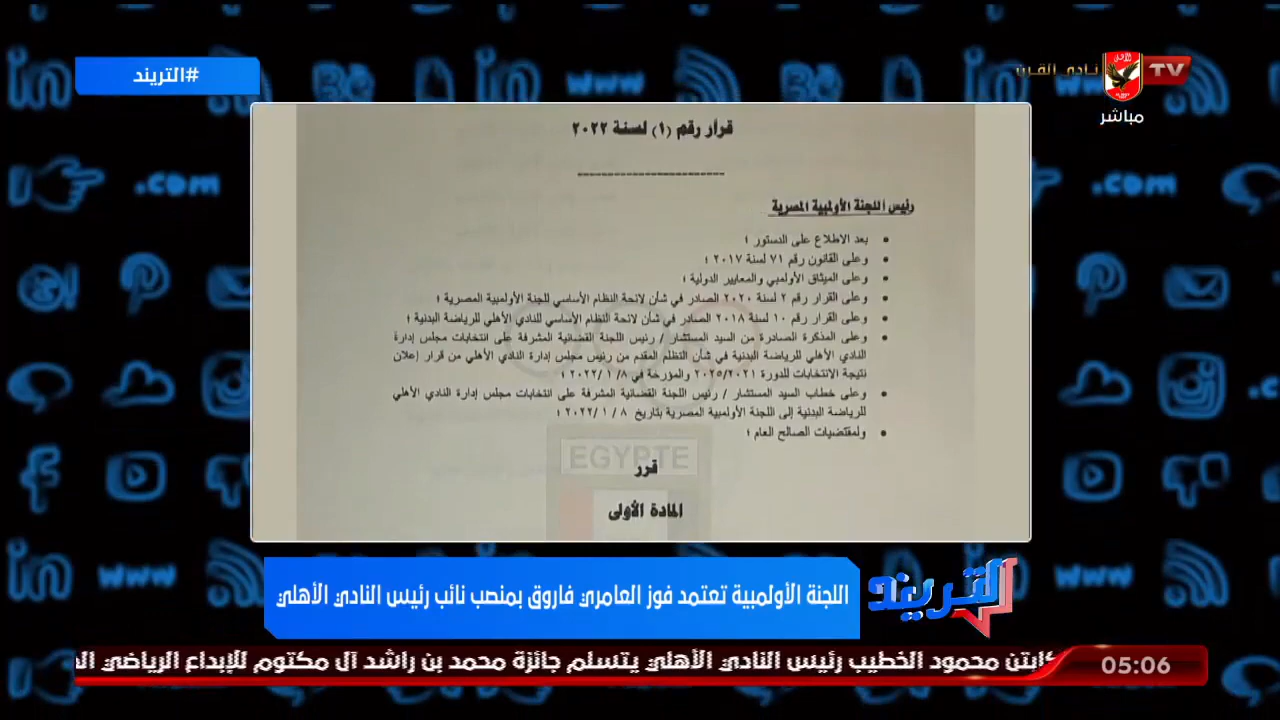 #التريند
نادي القرن
الأهلي
TV
مباشر
قرار رقم (١) لسنة ٢٠٢٢
رئيس اللجنة الأولمبية المصرية
بعد الاطلاع على الدستور ؛
وعلى القانون رقم ٧١ لسنة ٢٠١٧ ؛
وعلى الميثاق الأولمبي والمعايير الدولية ؛
وعلى القرار رقم ٢ لسنة ٢٠٢٠ الصادر في شأن لائحة النظام الأساسي للجنة الأولمبية المصرية ؛
وعلى القرار رقم ١٠ لسنة ٢٠١٨ الصادر في شأن لائحة النظام الأساسي للنادي الأهلي للرياضة البدنية ؛
وعلى المذكرة الصادرة من السيد المستشار / رئيس اللجنة القضائية المشرفة على انتخابات مجلس إدارة
النادي الأهلي للرياضة البدنية في شأن التظلم المقدم من رئيس مجلس إدارة النادي الأهلي من قرار إعلان
نتيجة الانتخابات للدورة ٢٠٢٥/٢٠٢١ والمؤرخة في ٨/ ١/ ٢٠٢٢ ؛
وعلى خطاب السيد المستشار / رئيس اللجنة القضائية المشرفة على انتخابات مجلس إدارة النادي الأهلي
للرياضة البدنية إلى اللجنة الأولمبية المصرية بتاريخ ٨ / ١ / ٢٠٢٢ ؛
ولمقتضيات الصالح العام ؛
EGYPTE
قرر
المادة الأولى
التريند
اللجنة الأولمبية تعتمد فوز العامري فاروق بمنصب نائب رئيس النادي الأهلي
كابتن محمود الخطيب رئيس النادي الأهلي يتسلم جائزة محمد بن راشد آل مكتوم للإبداع الرياضي
05:06